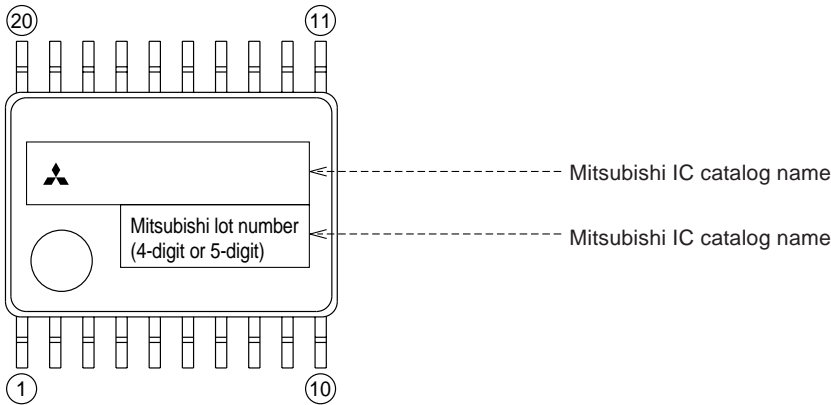 20
11
Mitsubishi IC catalog name
Mitsubishi lot number
(4-digit or 5-digit)
Mitsubishi IC catalog name
1
10